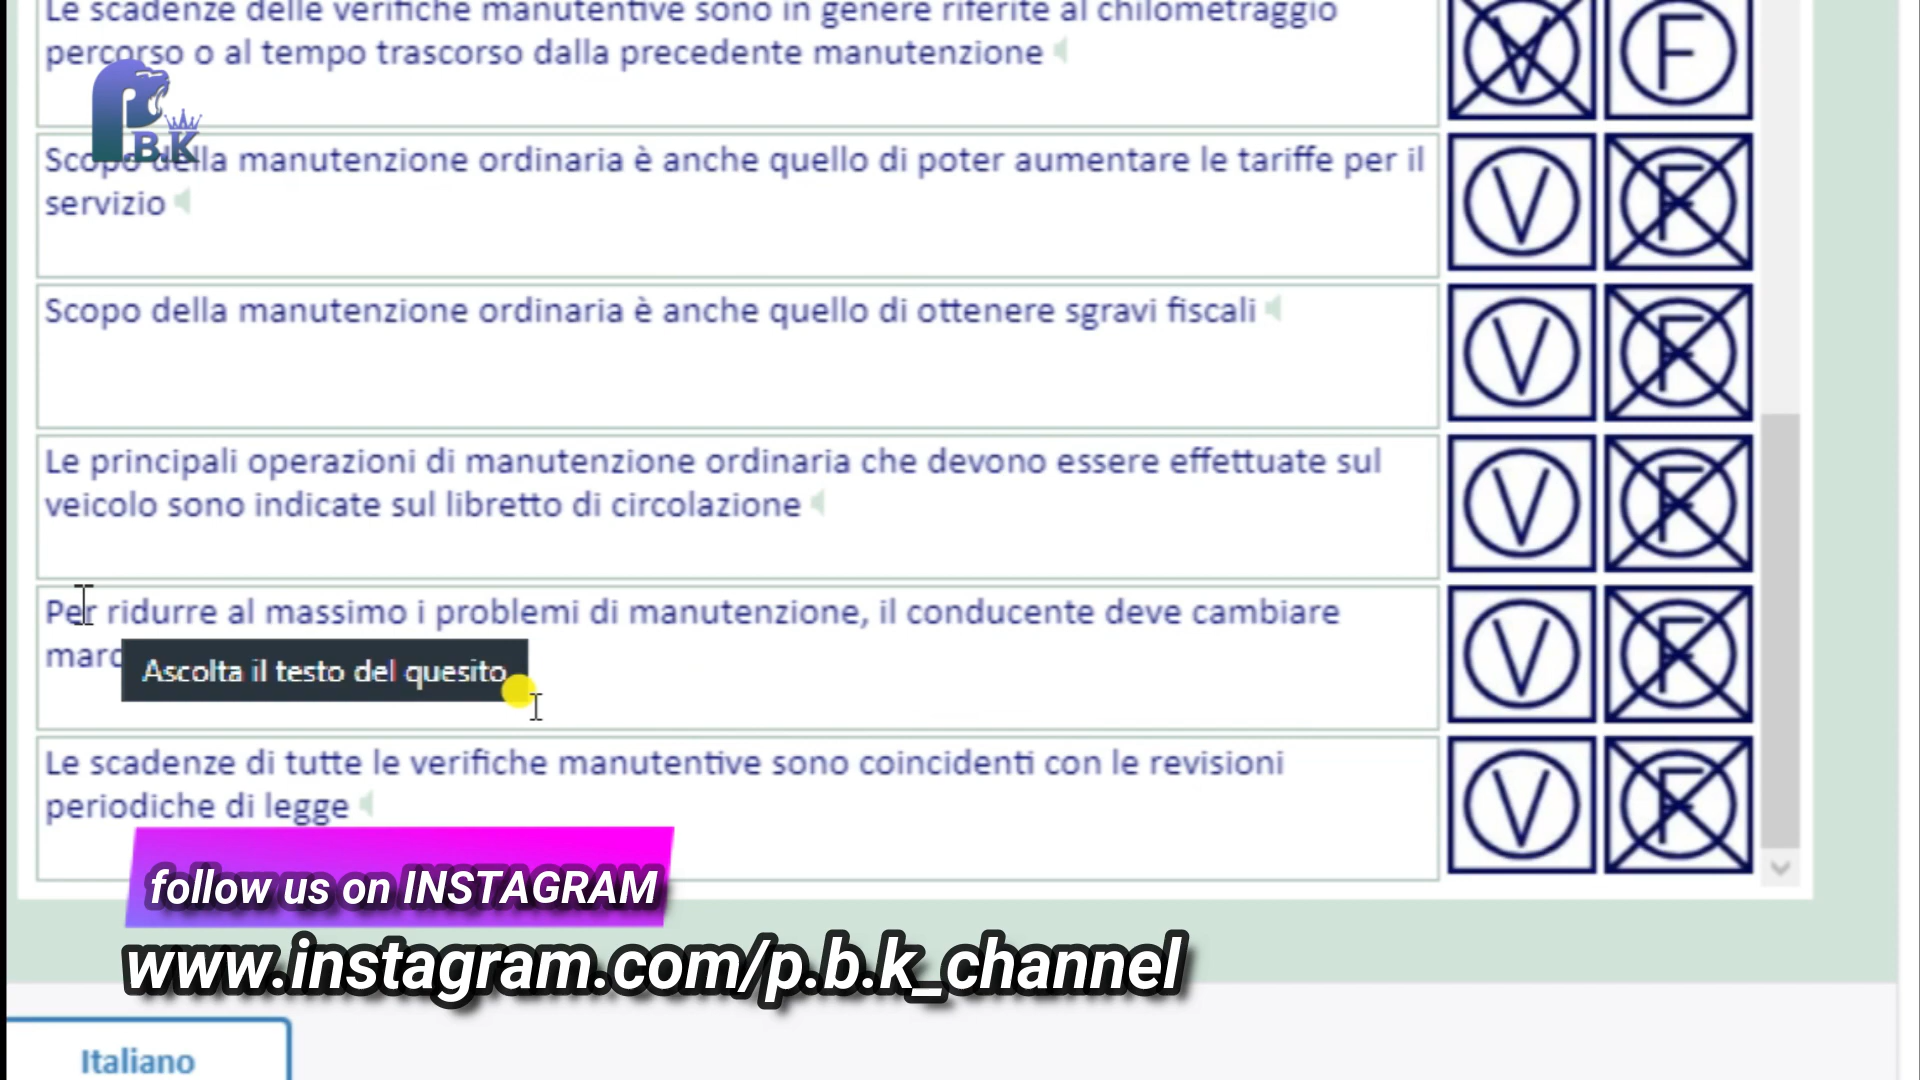 Le scadenze delle verifiche manutentive sono in genere riferite al chilometraggio
percorso o al tempo trascorso dalla precedente manutenzione
V F
P.B.K
Scopo della manutenzione ordinaria è anche quello di poter aumentare le tariffe per il
servizio
V F
Scopo della manutenzione ordinaria è anche quello di ottenere sgravi fiscali
V F
Le principali operazioni di manutenzione ordinaria che devono essere effettuate sul
veicolo sono indicate sul libretto di circolazione
V F
Per ridurre al massimo i problemi di manutenzione, il conducente deve cambiare
Ascolta il testo del quesito
V F
Le scadenze di tutte le verifiche manutentive sono coincidenti con le revisioni
periodiche di legge
V F
follow us on INSTAGRAM
www.instagram.com/p.b.k_channel
Italiano